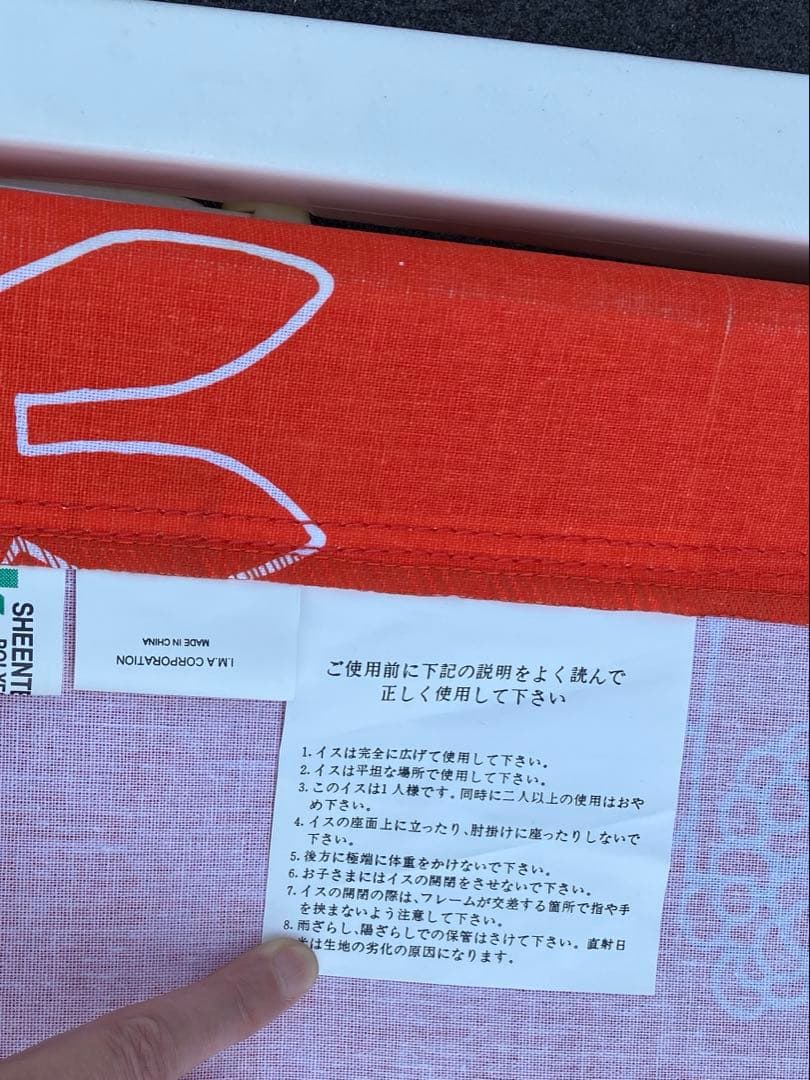 SHEENT
I.M.A CORPORATION
MADE IN CHINA
ご使用前に下記の説明をよく読んで
正しく使用して下さい
1. イスは完全に広げて使用して下さい。
2. イスは平坦な場所で使用して下さい。
3. このイスは1人様です。同時に二人以上の使用はおや
め下さい。
4. イスの座面上に立ったり、肘掛けに座ったりしないで
下さい。
5. 後方に極端に体重をかけないで下さい。
6. お子さまにはイスの開閉をさせないで下さい。
7. イスの開閉の際は、フレームが交差する箇所で指や手
を挟まないよう注意して下さい。
8. 雨ざらし、陽ざらしでの保管はさけて下さい。直射日
は生地の劣化の原因になります。